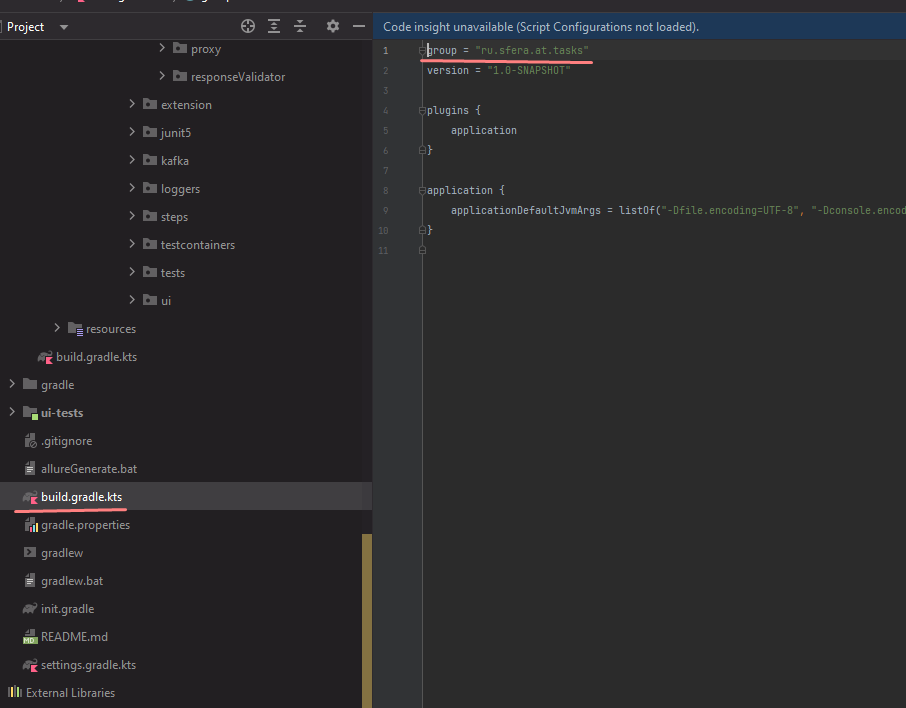 Project
proxy
responseValidator
extension
junit5
kafka
loggers
steps
testcontainers
tests
ui
resources
build.gradle.kts
gradle
ui-tests
.gitignore
allureGenerate.bat
build.gradle.kts
gradle.properties
gradlew
gradlew.bat
init.gradle
README.md
settings.gradle.kts
External Libraries
Code insight unavailable (Script Configurations not loaded).
1 group = "ru.sfera.at.tasks"
2 version = "1.0-SNAPSHOT"
3
4 plugins {
5 application
6 }
7
8 application {
9 applicationDefaultJvmArgs = listOf("-Dfile.encoding=UTF-8", "-Dconsole.encod
10 }
11